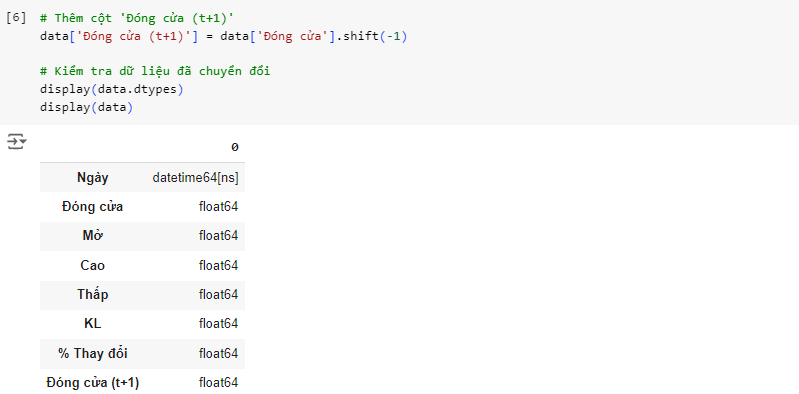 [6] # Thêm cột 'Đóng cửa (t+1)'
data['Đóng cửa (t+1)'] = data['Đóng cửa'].shift(-1)
# Kiểm tra dữ liệu đã chuyển đổi
display(data.dtypes)
display(data)
0
Ngày datetime64[ns]
Đóng cửa float64
Mở float64
Cao float64
Thấp float64
KL float64
% Thay đổi float64
Đóng cửa (t+1) float64